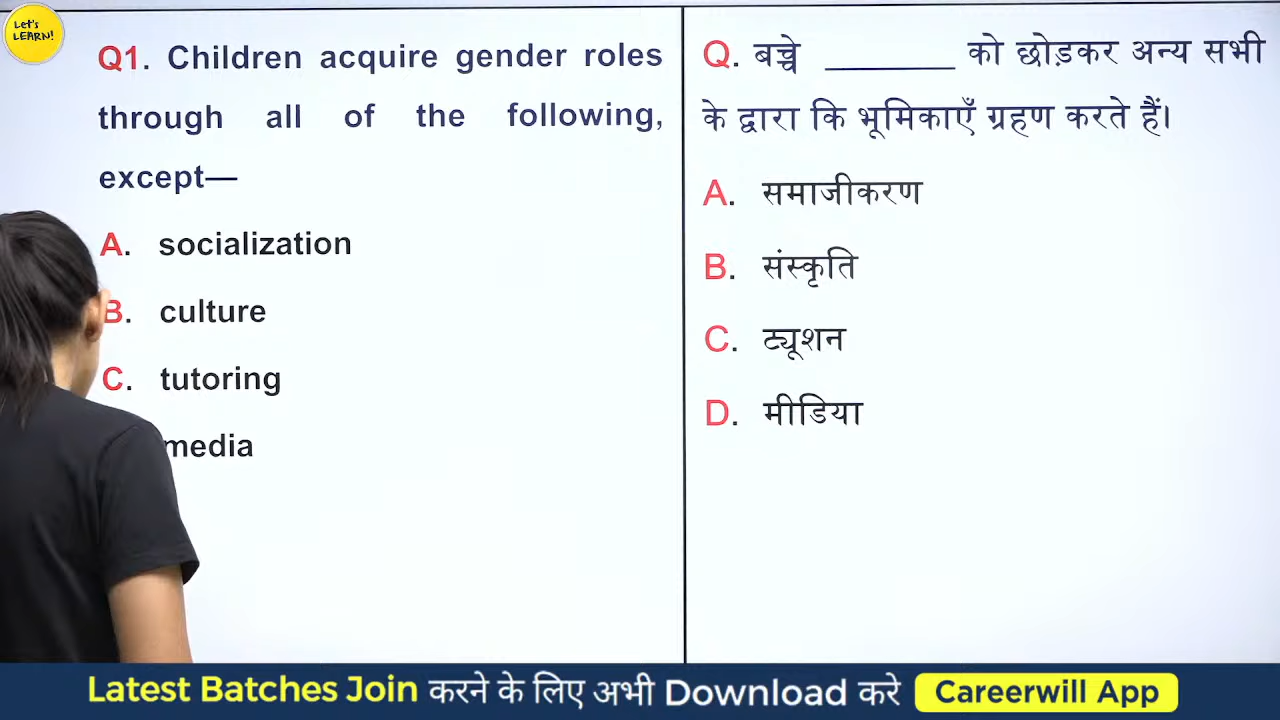 Let's
LEARN!
Q1. Children acquire gender roles
through all of the following,
except—
A. socialization
B. culture
C. tutoring
media
Q. बच्चे ________ को छोड़कर अन्य सभी
के द्वारा कि भूमिकाएँ ग्रहण करते हैं।
A. समाजीकरण
B. संस्कृति
C. ट्यूशन
D. मीडिया
Latest Batches Join करने के लिए अभी Download करे Careerwill App